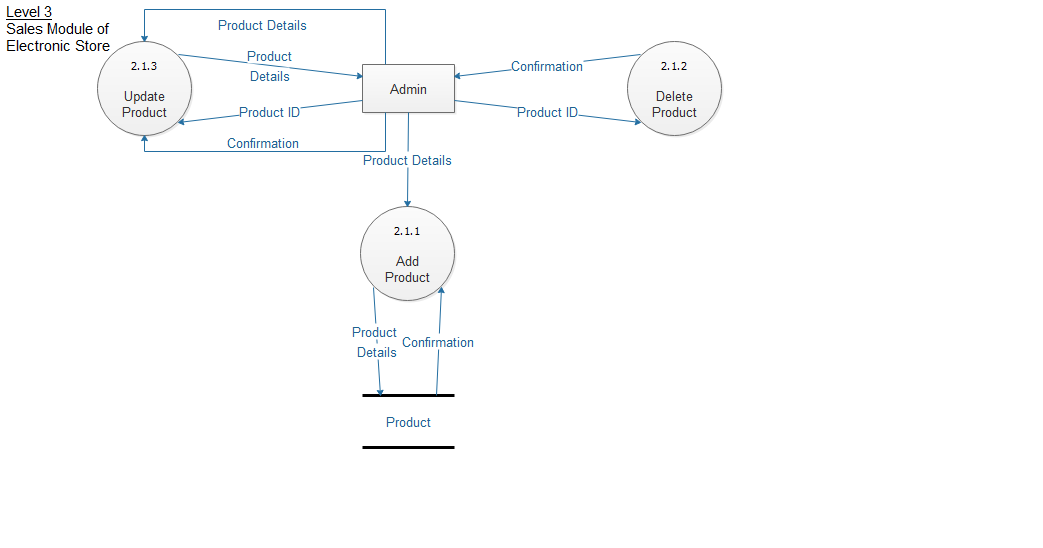 Level 3
Sales Module of
Electronic Store
Product Details
2.1.3
Update
Product
Product
Details
Product ID
Confirmation
Admin
Confirmation
Product ID
2.1.2
Delete
Product
Product Details
2.1.1
Add
Product
Product
Details
Confirmation
Product